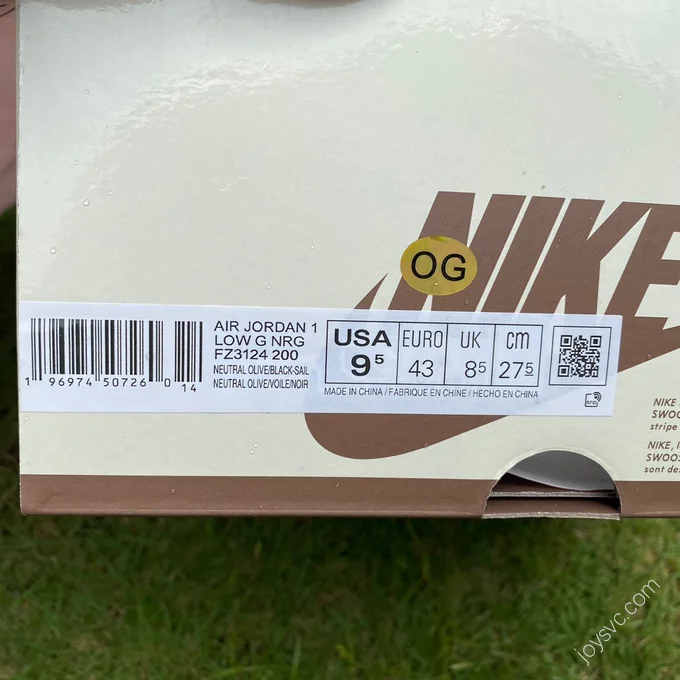 NIKE
OG
AIR JORDAN 1
LOW G NRG
FZ3124 200
NEUTRAL OLIVE/BLACK-SAIL
NEUTRAL OLIVE/VOILE/NOIR
1 96974 50726 0 14
USA EURO UK cm
9⁵ 43 8⁵ 27⁵
MADE IN CHINA / FABRIQUE EN CHINE / HECHO EN CHINA
RFID
NIKE
SWOO
stripe
NIKE, l
SWOOS
sont de
joysvc.com